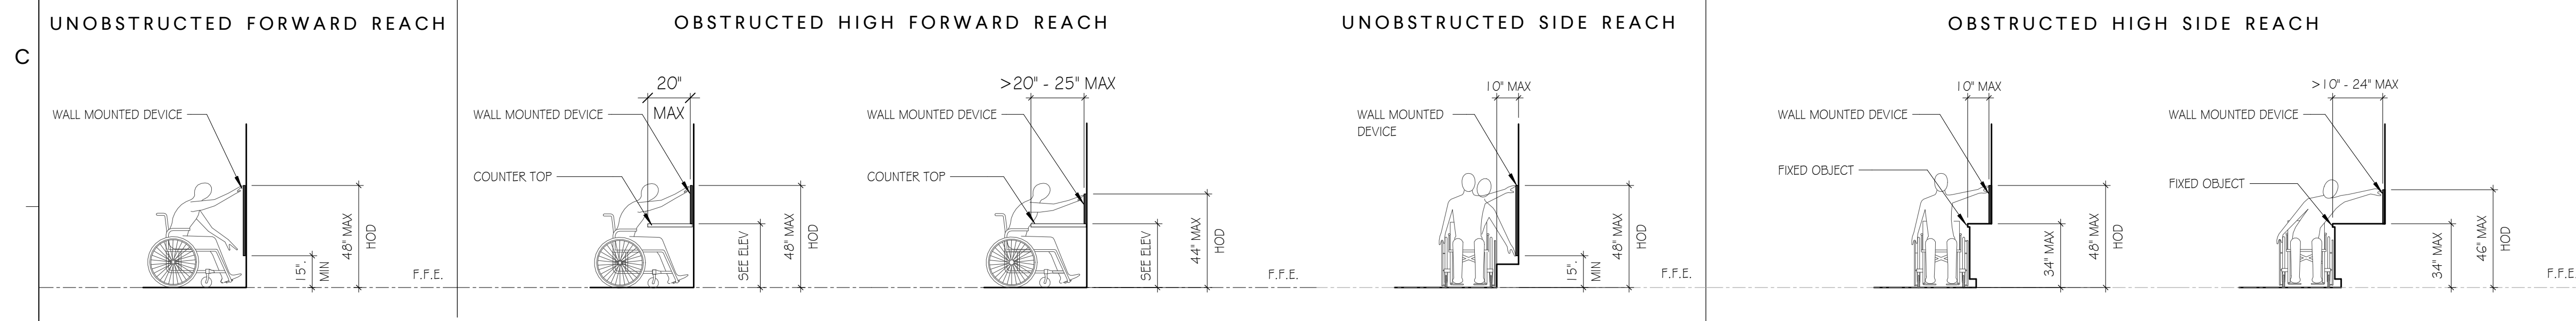 C
UNOBSTRUCTED FORWARD REACH
WALL MOUNTED DEVICE
15".
MIN
48" MAX
HOD
F.F.E.
OBSTRUCTED HIGH FORWARD REACH
20"
MAX
WALL MOUNTED DEVICE
COUNTER TOP
SEE ELEV
48" MAX
HOD
>20" - 25" MAX
WALL MOUNTED DEVICE
COUNTER TOP
SEE ELEV
44" MAX
HOD
F.F.E.
UNOBSTRUCTED SIDE REACH
10" MAX
WALL MOUNTED
DEVICE
15".
MIN
48" MAX
HOD
F.F.E.
OBSTRUCTED HIGH SIDE REACH
10" MAX
WALL MOUNTED DEVICE
FIXED OBJECT
34" MAX
48" MAX
HOD
>10" - 24" MAX
WALL MOUNTED DEVICE
FIXED OBJECT
34" MAX
46" MAX
HOD
F.F.E.